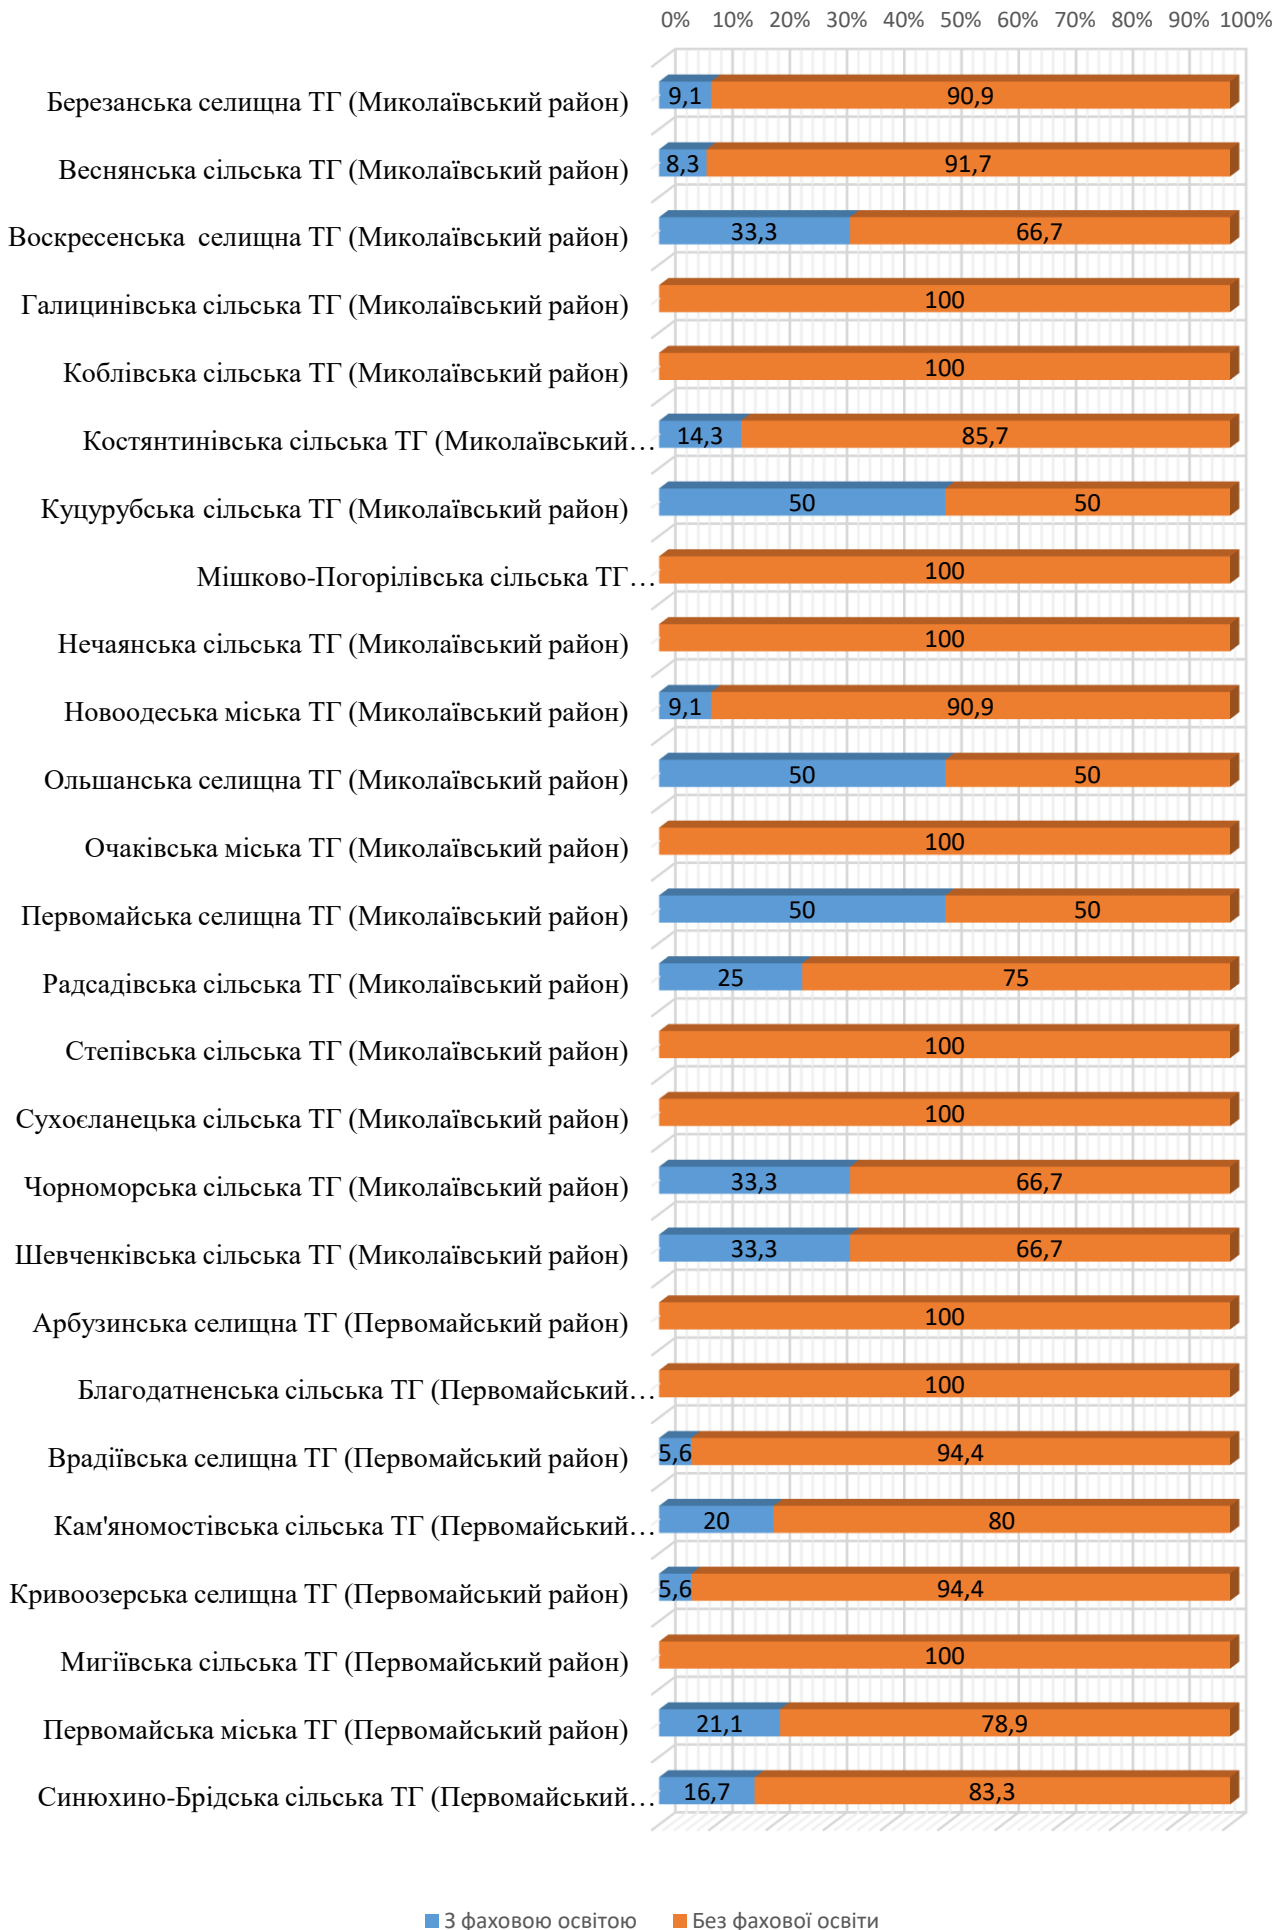 0% 10% 20% 30% 40% 50% 60% 70% 80% 90% 100%
Березанська селищна ТГ (Миколаївський район) 9,1 90,9
Веснянська сільська ТГ (Миколаївський район) 8,3 91,7
Воскресенська селищна ТГ (Миколаївський район) 33,3 66,7
Галицинівська сільська ТГ (Миколаївський район) 100
Коблівська сільська ТГ (Миколаївський район) 100
Костянтинівська сільська ТГ (Миколаївський… 14,3 85,7
Куцурубська сільська ТГ (Миколаївський район) 50 50
Мішково-Погорілівська сільська ТГ… 100
Нечаянська сільська ТГ (Миколаївський район) 100
Новоодеська міська ТГ (Миколаївський район) 9,1 90,9
Ольшанська селищна ТГ (Миколаївський район) 50 50
Очаківська міська ТГ (Миколаївський район) 100
Первомайська селищна ТГ (Миколаївський район) 50 50
Радсадівська сільська ТГ (Миколаївський район) 25 75
Степівська сільська ТГ (Миколаївський район) 100
Сухоєланецька сільська ТГ (Миколаївський район) 100
Чорноморська сільська ТГ (Миколаївський район) 33,3 66,7
Шевченківська сільська ТГ (Миколаївський район) 33,3 66,7
Арбузинська селищна ТГ (Первомайський район) 100
Благодатненська сільська ТГ (Первомайський… 100
Врадіївська селищна ТГ (Первомайський район) 5,6 94,4
Кам'яномостівська сільська ТГ (Первомайський… 20 80
Кривоозерська селищна ТГ (Первомайський район) 5,6 94,4
Мигіївська сільська ТГ (Первомайський район) 100
Первомайська міська ТГ (Первомайський район) 21,1 78,9
Синюхино-Брідська сільська ТГ (Первомайський… 16,7 83,3
З фаховою освітою Без фахової освіти